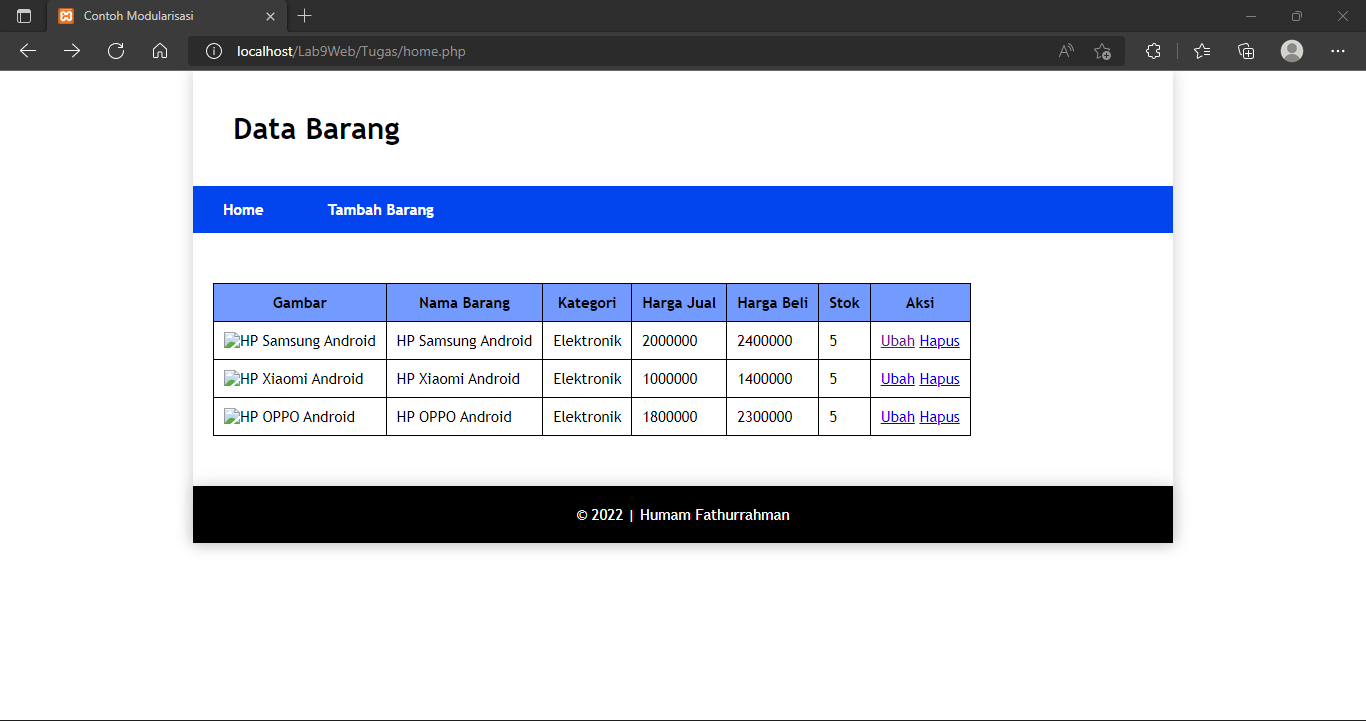 Contoh Modularisasi
localhost/Lab9Web/Tugas/home.php
Data Barang
Home Tambah Barang
Gambar Nama Barang Kategori Harga Jual Harga Beli Stok Aksi
HP Samsung Android HP Samsung Android Elektronik 2000000 2400000 5 Ubah Hapus
HP Xiaomi Android HP Xiaomi Android Elektronik 1000000 1400000 5 Ubah Hapus
HP OPPO Android HP OPPO Android Elektronik 1800000 2300000 5 Ubah Hapus
© 2022 | Humam Fathurrahman